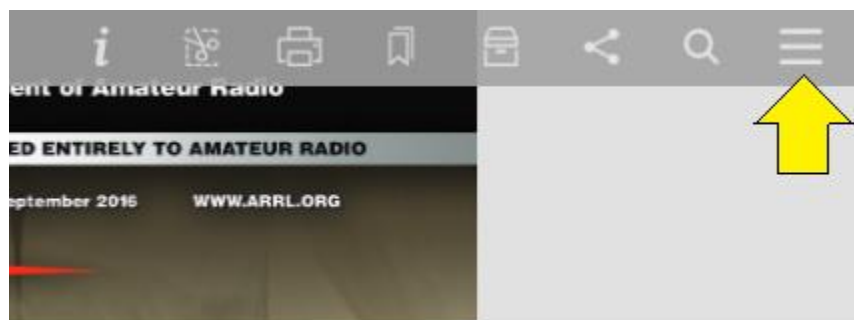 ent of Amateur Radio
ED ENTIRELY TO AMATEUR RADIO
eptember 2016 WWW.ARRL.ORG